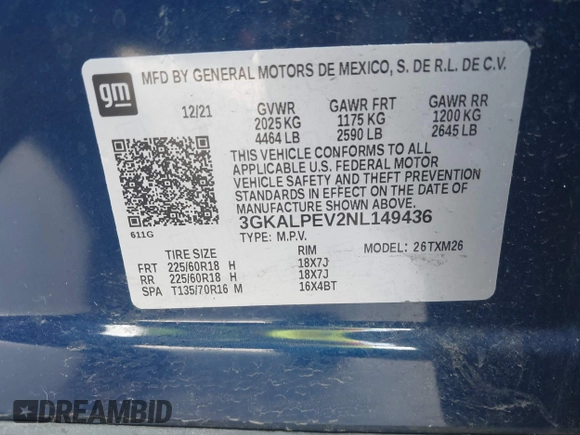 gm
MFD BY GENERAL MOTORS DE MEXICO, S. DE R.L. DE C.V.
12/21 GVWR GAWR FRT GAWR RR
2025 KG 1175 KG 1200 KG
4464 LB 2590 LB 2645 LB
THIS VEHICLE CONFORMS TO ALL
APPLICABLE U.S. FEDERAL MOTOR
VEHICLE SAFETY AND THEFT PREVENTION
STANDARDS IN EFFECT ON THE DATE OF
MANUFACTURE SHOWN ABOVE.
3GKALPEV2NL149436
611G
TYPE: M.P.V. MODEL: 26TXM26
TIRE SIZE RIM
FRT 225/60R18 H 18X7J
RR 225/60R18 H 18X7J
SPA T135/70R16 M 16X4BT
DREAMBID